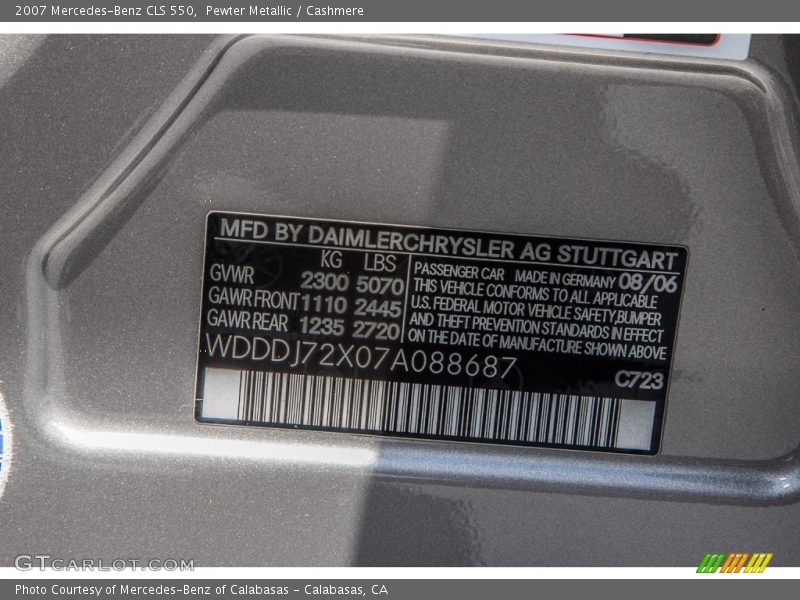 2007 Mercedes-Benz CLS 550, Pewter Metallic / Cashmere
MFD BY DAIMLERCHRYSLER AG STUTTGART
KG LBS
GVWR 2300 5070
GAWR FRONT 1110 2445
GAWR REAR 1235 2720
PASSENGER CAR MADE IN GERMANY 08/06
THIS VEHICLE CONFORMS TO ALL APPLICABLE
U.S. FEDERAL MOTOR VEHICLE SAFETY, BUMPER
AND THEFT PREVENTION STANDARDS IN EFFECT
ON THE DATE OF MANUFACTURE SHOWN ABOVE
WDDDJ72X07A088687
C723
GTCARLOT.COM
Photo Courtesy of Mercedes-Benz of Calabasas - Calabasas, CA